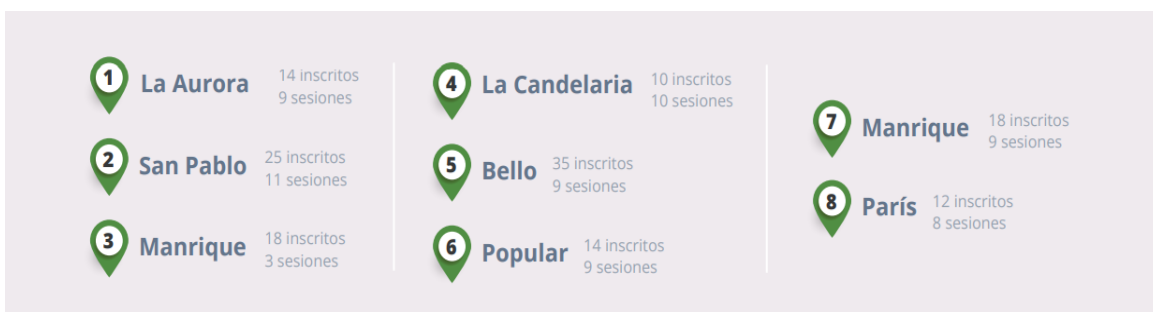 1
La Aurora
14 inscritos
9 sesiones
2
San Pablo
25 inscritos
11 sesiones
3
Manrique
18 inscritos
3 sesiones
4
La Candelaria
10 inscritos
10 sesiones
5
Bello
35 inscritos
9 sesiones
6
Popular
14 inscritos
9 sesiones
7
Manrique
18 inscritos
9 sesiones
8
París
12 inscritos
8 sesiones